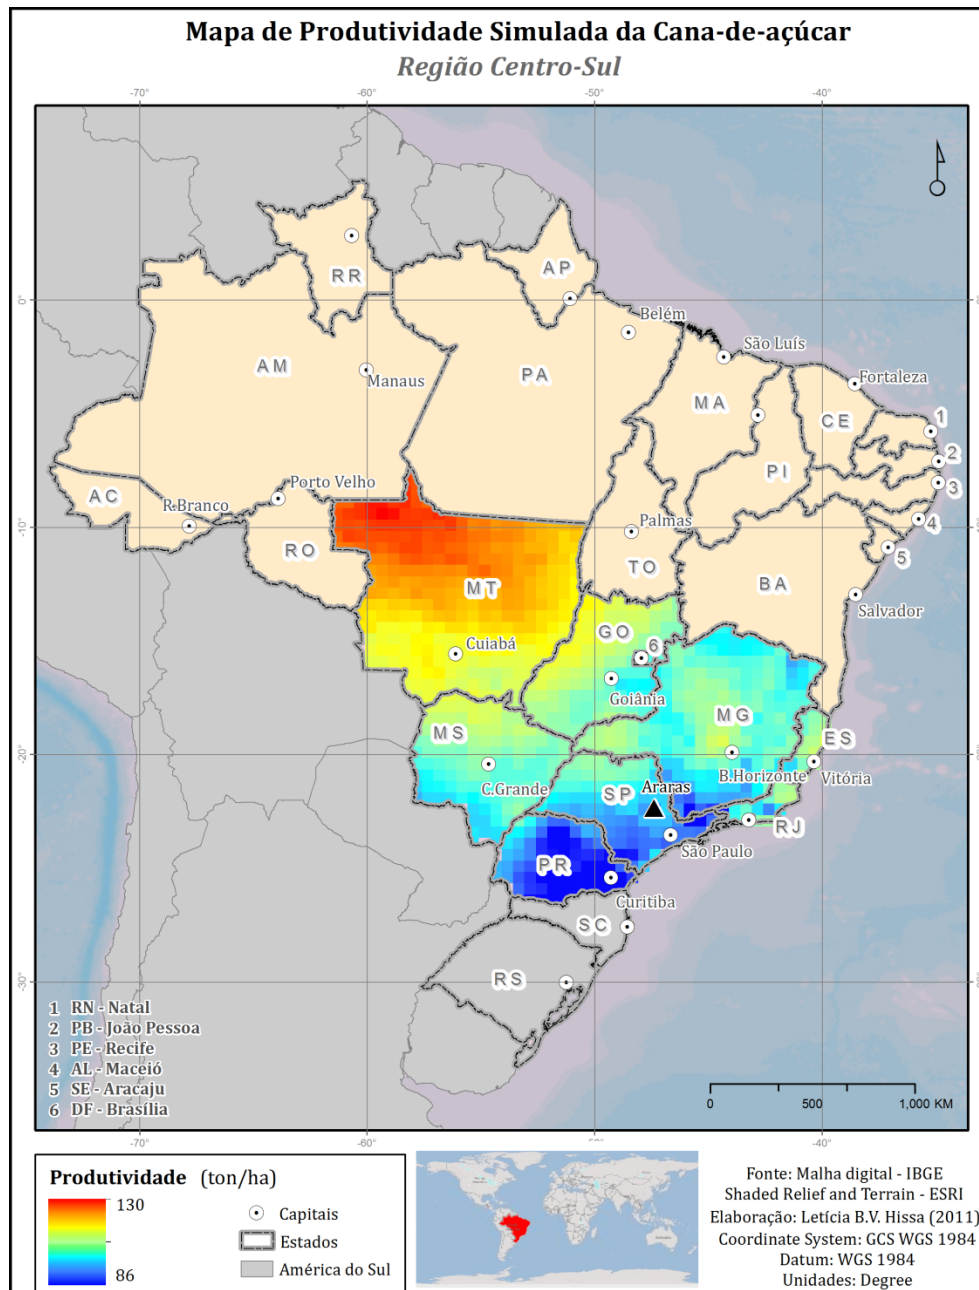 Mapa de Produtividade Simulada da Cana-de-açúcar
Região Centro-Sul
-70° -60° -50° -40°
0°
-10°
-20°
-30°
RR
AP
Belém
São Luís
AM
Manaus
PA
MA
Fortaleza
CE
1
2
3
PI
AC
R.Branco
Porto Velho
RO
Palmas
TO
4
5
BA
Salvador
MT
Cuiabá
GO
6
Goiânia
MG
ES
MS
C.Grande
B.Horizonte
Vitória
SP
Araras
RJ
São Paulo
PR
Curitiba
SC
RS
1 RN - Natal
2 PB - João Pessoa
3 PE - Recife
4 AL - Maceió
5 SE - Aracaju
6 DF - Brasília
0 500 1,000 KM
-70° -60° -50° -40°
Produtividade (ton/ha)
130
86
Capitais
Estados
América do Sul
Fonte: Malha digital - IBGE
Shaded Relief and Terrain - ESRI
Elaboração: Letícia B.V. Hissa (2011)
Coordinate System: GCS WGS 1984
Datum: WGS 1984
Unidades: Degree